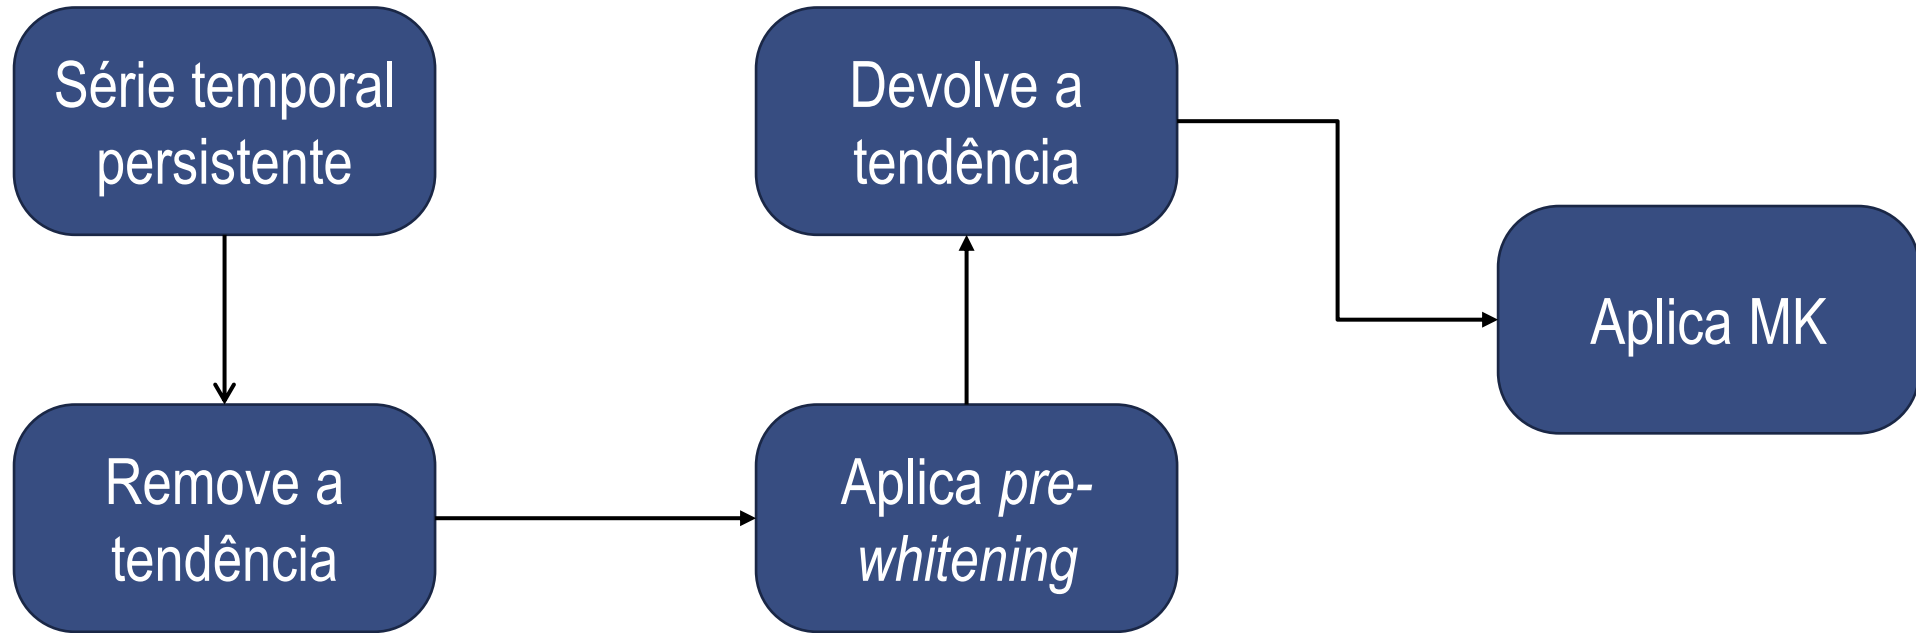 Série temporal
persistente
Remove a
tendência
Aplica pre-
whitening
Devolve a
tendência
Aplica MK